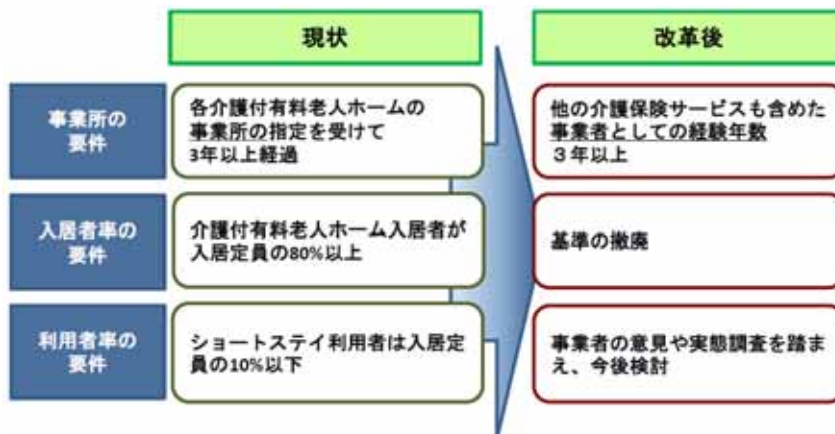 現状
改革後
事業所の
要件
各介護付有料老人ホームの
事業所の指定を受けて
3年以上経過
他の介護保険サービスも含めた
事業者としての経験年数
３年以上
入居者率の
要件
介護付有料老人ホーム入居者が
入居定員の80%以上
基準の撤廃
利用者率の
要件
ショートステイ利用者は入居定
員の10%以下
事業者の意見や実態調査を踏ま
え、今後検討